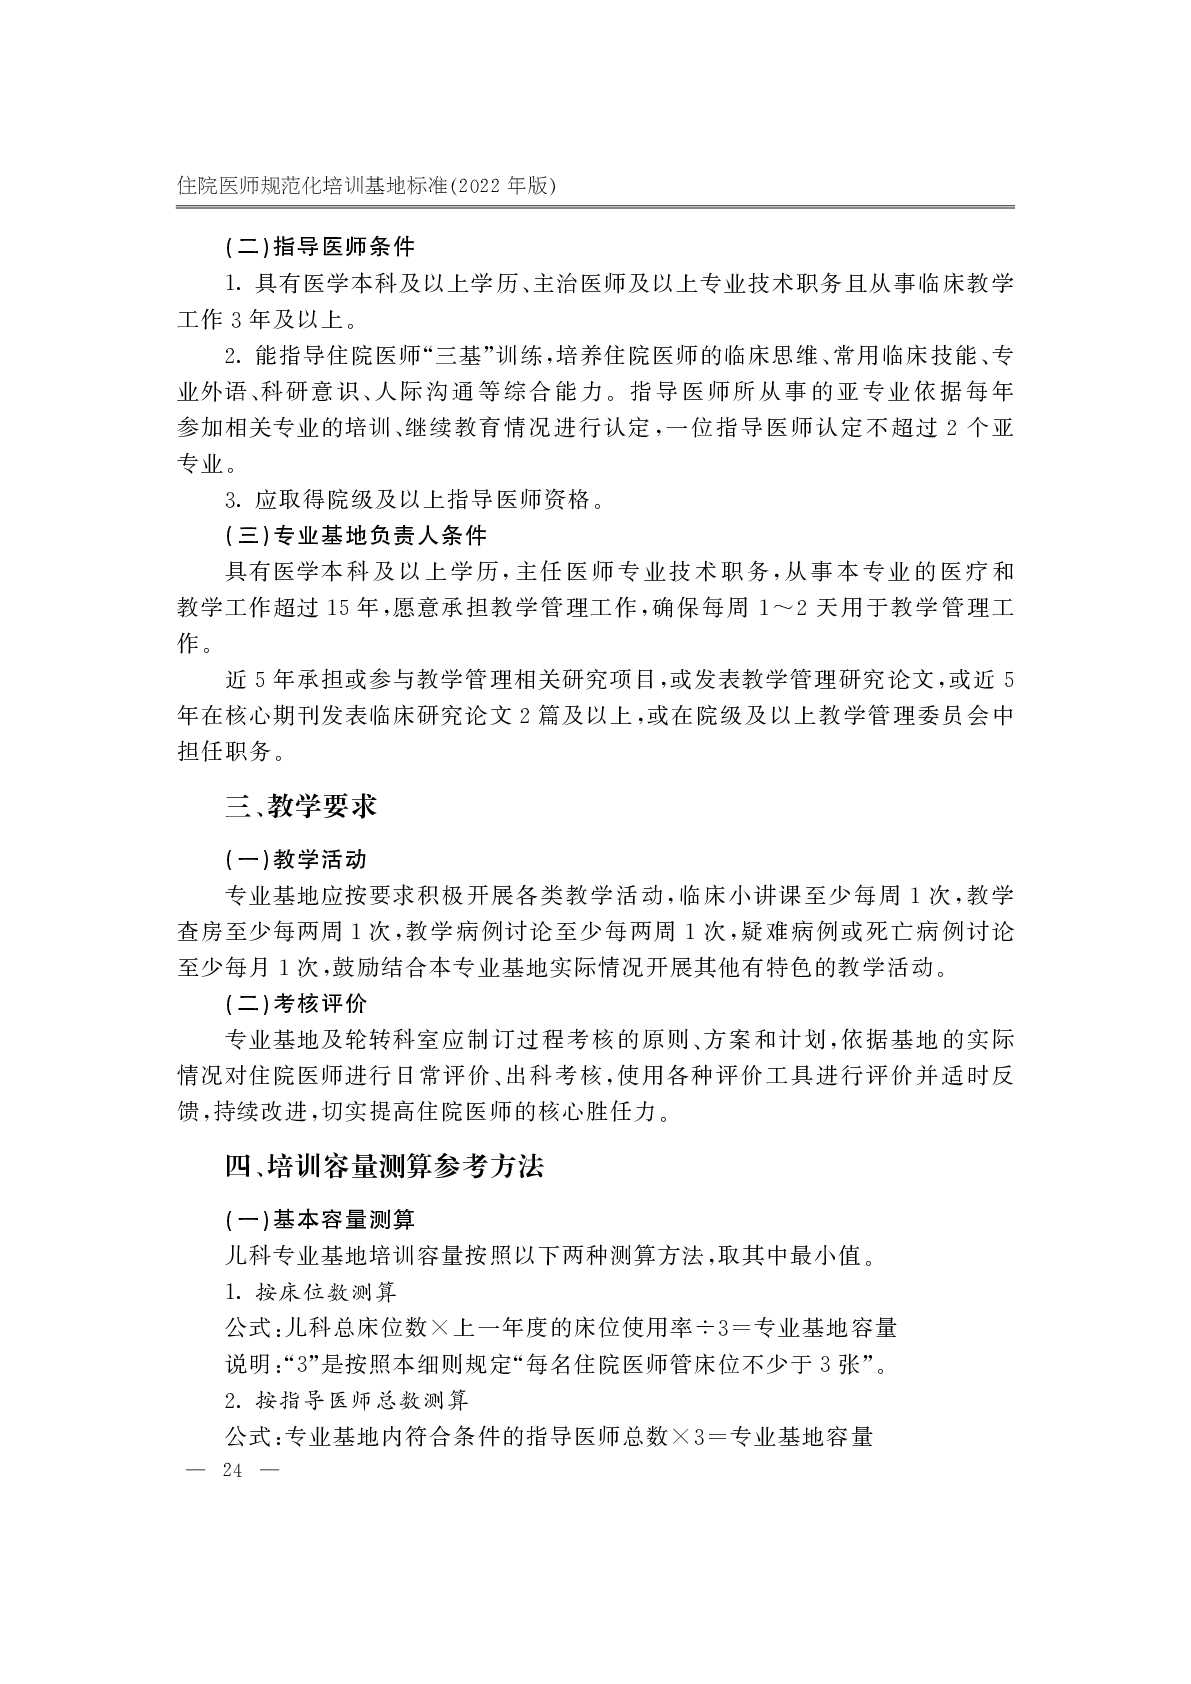 住院医师规范化培训基地标准(2022 年版)
(二)指导医师条件
1. 具有医学本科及以上学历、主治医师及以上专业技术职务且从事临床教学
工作 3 年及以上。
2. 能指导住院医师“三基”训练,培养住院医师的临床思维、常用临床技能、专
业外语、科研意识、人际沟通等综合能力。指导医师所从事的亚专业依据每年
参加相关专业的培训、继续教育情况进行认定,一位指导医师认定不超过 2 个亚
专业。
3. 应取得院级及以上指导医师资格。
(三)专业基地负责人条件
具有医学本科及以上学历,主任医师专业技术职务,从事本专业的医疗和
教学工作超过 15 年,愿意承担教学管理工作,确保每周 1～2 天用于教学管理工
作。
近 5 年承担或参与教学管理相关研究项目,或发表教学管理研究论文,或近 5
年在核心期刊发表临床研究论文 2 篇及以上,或在院级及以上教学管理委员会中
担任职务。
三、教学要求
(一)教学活动
专业基地应按要求积极开展各类教学活动,临床小讲课至少每周 1 次,教学
查房至少每两周 1 次,教学病例讨论至少每两周 1 次,疑难病例或死亡病例讨论
至少每月 1 次,鼓励结合本专业基地实际情况开展其他有特色的教学活动。
(二)考核评价
专业基地及轮转科室应制订过程考核的原则、方案和计划,依据基地的实际
情况对住院医师进行日常评价、出科考核,使用各种评价工具进行评价并适时反
馈,持续改进,切实提高住院医师的核心胜任力。
四、培训容量测算参考方法
(一)基本容量测算
儿科专业基地培训容量按照以下两种测算方法,取其中最小值。
1. 按床位数测算
公式:儿科总床位数×上一年度的床位使用率÷3＝专业基地容量
说明:“3”是按照本细则规定“每名住院医师管床位不少于 3 张”。
2. 按指导医师总数测算
公式:专业基地内符合条件的指导医师总数×3＝专业基地容量
— 24 —